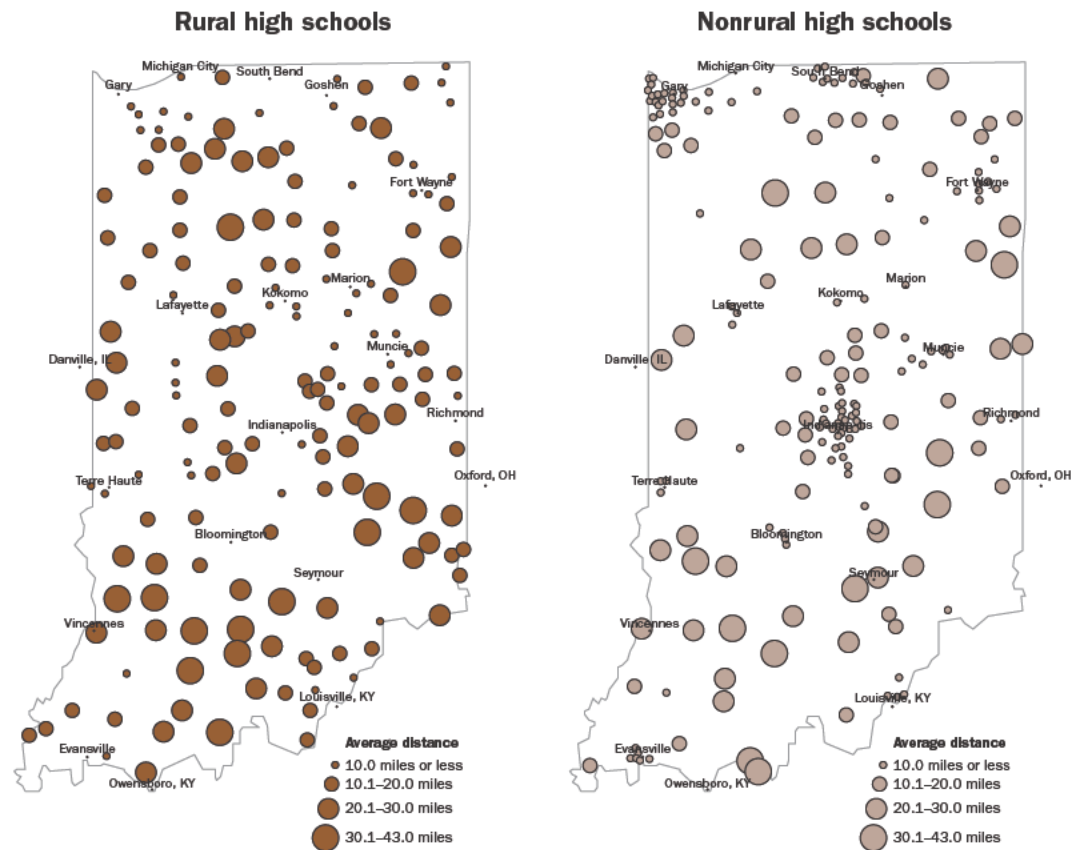 Rural high schools
Michigan City
South Bend
Gary
Goshen
Fort Wayne
Marion
Kokomo
Lafayette
Muncie
Danville, IL
Richmond
Indianapolis
Terre Haute
Oxford, OH
Bloomington
Seymour
Vincennes
Louisville, KY
Evansville
Owensboro, KY
Average distance
10.0 miles or less
10.1–20.0 miles
20.1–30.0 miles
30.1–43.0 miles
Nonrural high schools
Michigan City
South Bend
Gary
Goshen
Fort Wayne
Marion
Kokomo
Lafayette
Muncie
Danville, IL
Richmond
Indianapolis
Terre Haute
Oxford, OH
Bloomington
Seymour
Vincennes
Louisville, KY
Evansville
Owensboro, KY
Average distance
10.0 miles or less
10.1–20.0 miles
20.1–30.0 miles
30.1–43.0 miles